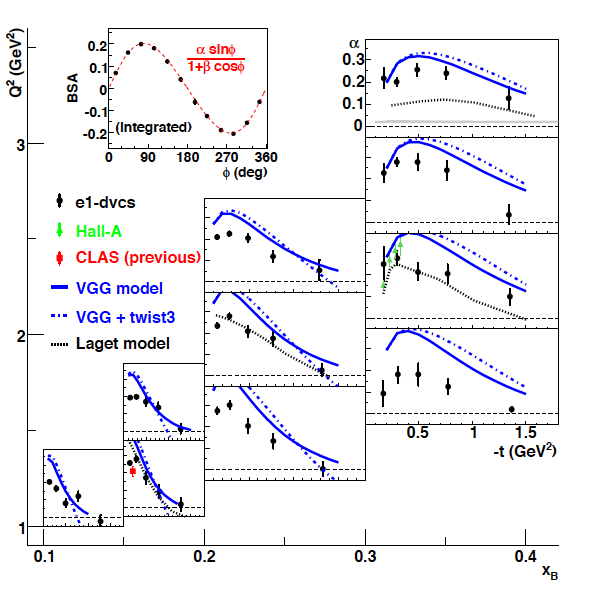 Q² (GeV²)
3
2
1
0.1
0.2
0.3
0.4
x_B
BSA
0.2
0.1
0
-0.1
-0.2
0
90
180
270
360
ϕ (deg)
(Integrated)
α sinϕ
1+β cosϕ
e1-dvcs
Hall-A
CLAS (previous)
VGG model
VGG + twist3
Laget model
α
0.3
0.2
0.1
0
0.5
1
1.5
-t (GeV²)